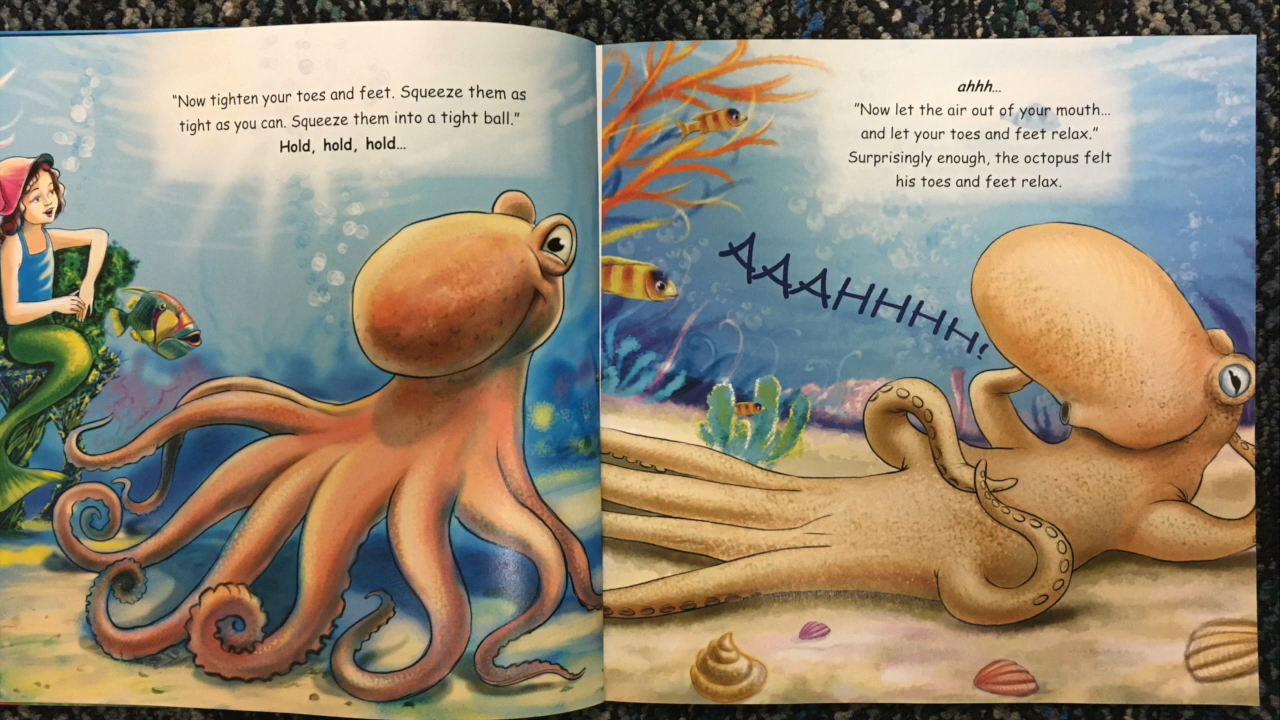 "Now tighten your toes and feet. Squeeze them as
tight as you can. Squeeze them into a tight ball."
Hold, hold, hold...
ahhh...
"Now let the air out of your mouth...
and let your toes and feet relax."
Surprisingly enough, the octopus felt
his toes and feet relax.
AAAHHHHH!